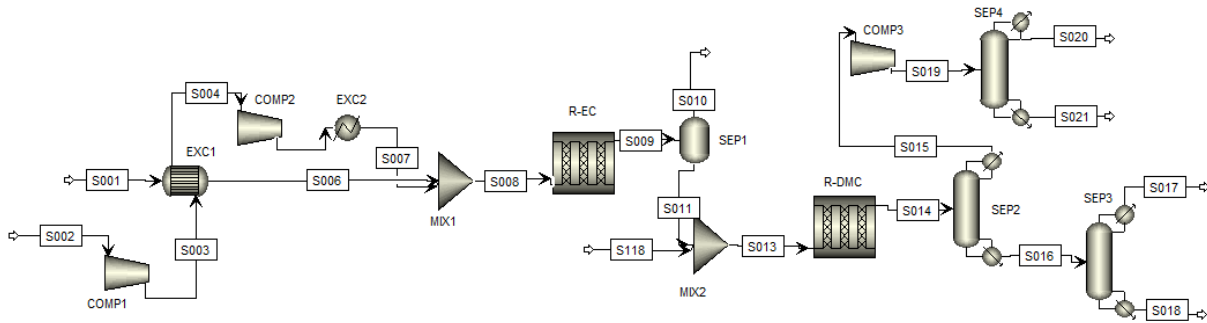 SEP4
COMP3
S020
S019
S004
COMP2
EXC2
S010
S021
EXC1
R-EC
S009
SEP1
S015
S007
S001
S006
S008
R-DMC
S017
MIX1
S011
S014
SEP2
SEP3
S002
S003
S118
S013
S016
COMP1
MIX2
S018